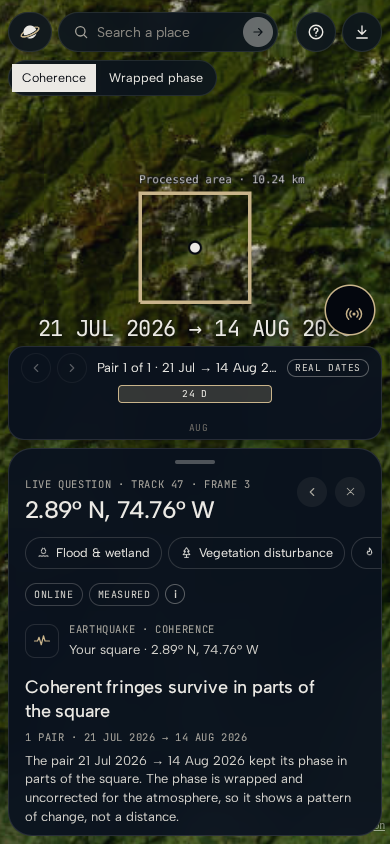 Search a place
Coherence
Wrapped phase
Processed area · 10.24 km
21 JUL 2026 → 14 AUG 202
Pair 1 of 1 · 21 Jul → 14 Aug 2...
REAL DATES
24 D
AUG
LIVE QUESTION · TRACK 47 · FRAME 3
2.89° N, 74.76° W
Flood & wetland
Vegetation disturbance
ONLINE
MEASURED
i
EARTHQUAKE · COHERENCE
Your square · 2.89° N, 74.76° W
Coherent fringes survive in parts of
the square
1 PAIR · 21 JUL 2026 → 14 AUG 2026
The pair 21 Jul 2026 → 14 Aug 2026 kept its phase in
parts of the square. The phase is wrapped and
uncorrected for the atmosphere, so it shows a pattern
of change, not a distance.